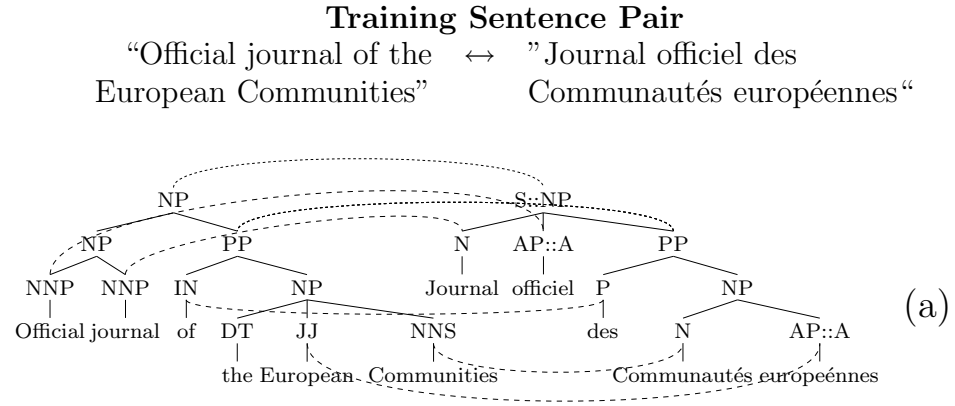 Training Sentence Pair
“Official journal of the ↔ ”Journal officiel des
European Communities” Communautés européennes“
NP S::NP
NP PP N AP::A PP
NNP NNP IN NP Journal officiel P NP
Official journal of DT JJ NNS des N AP::A
the European Communities Communautés europeénnes
(a)